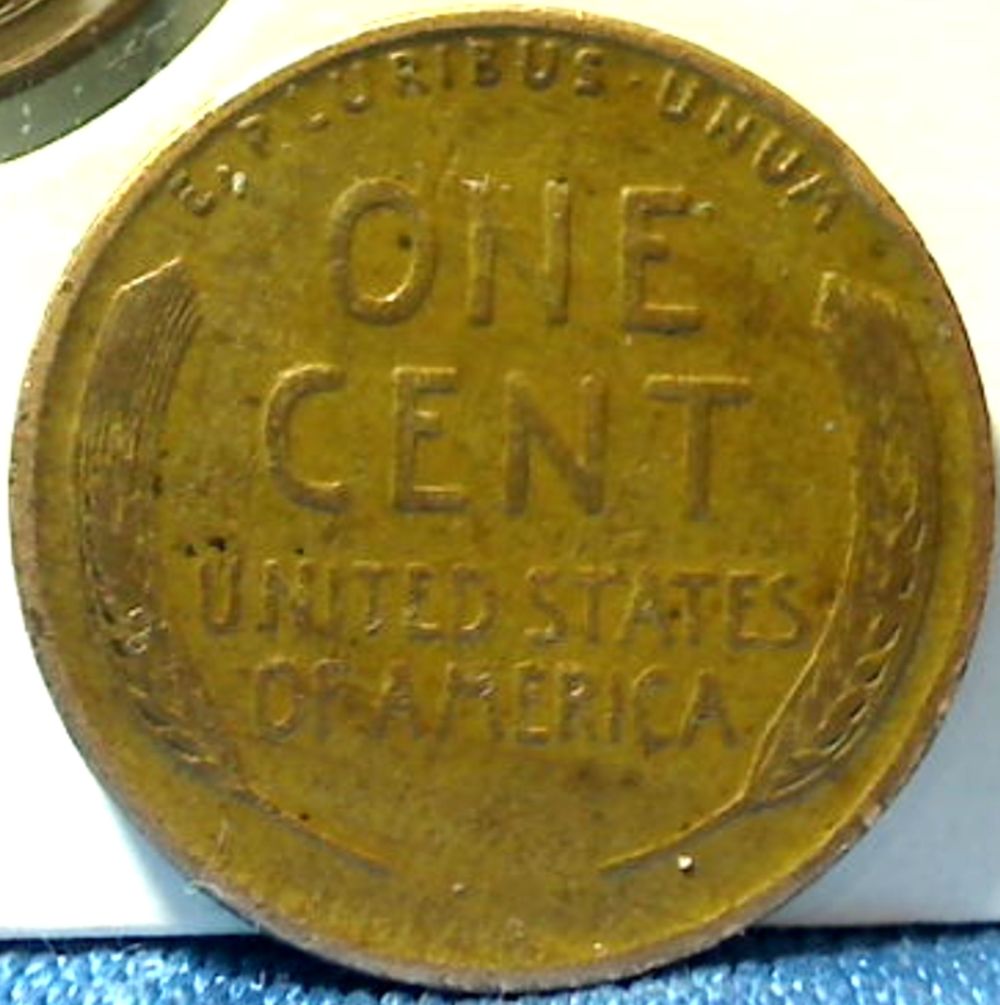 E PLURIBUS · UNUM
ONE
CENT
UNITED STATES
OF AMERICA